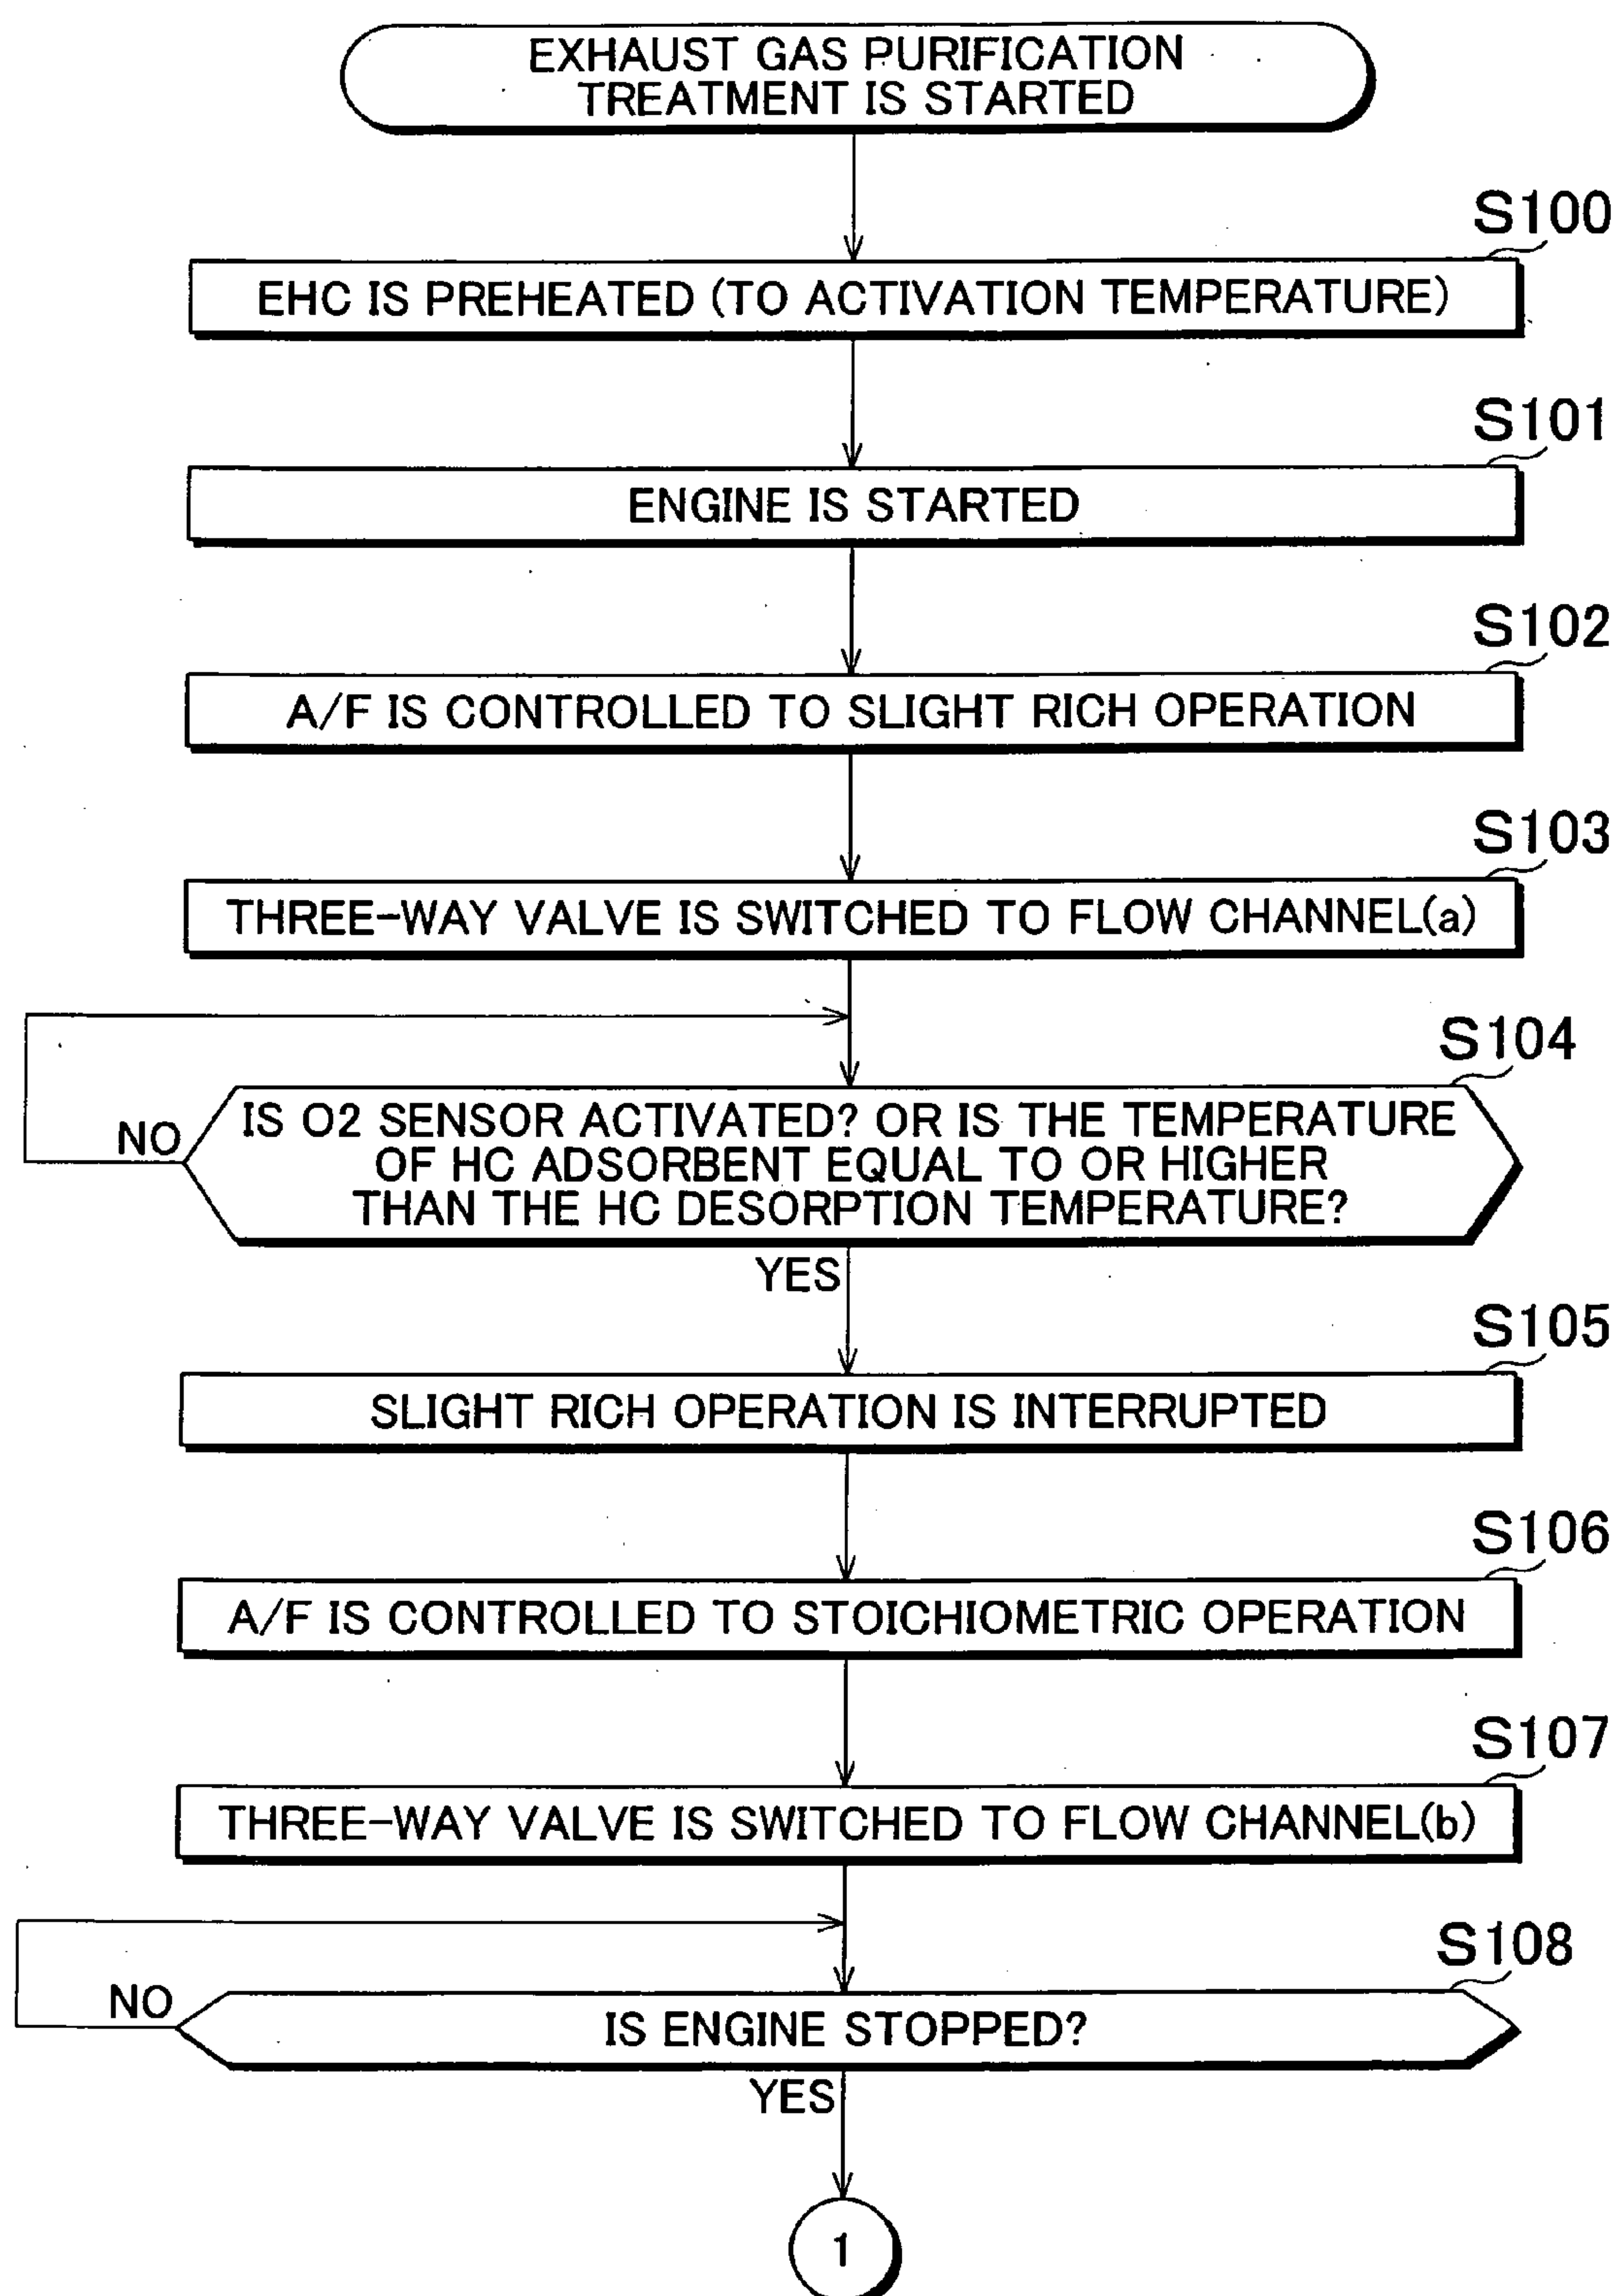 EXHAUST GAS PURIFICATION
TREATMENT IS STARTED
S100
EHC IS PREHEATED (TO ACTIVATION TEMPERATURE)
S101
ENGINE IS STARTED
S102
A/F IS CONTROLLED TO SLIGHT RICH OPERATION
S103
THREE-WAY VALVE IS SWITCHED TO FLOW CHANNEL(a)
S104
NO
IS O2 SENSOR ACTIVATED? OR IS THE TEMPERATURE
OF HC ADSORBENT EQUAL TO OR HIGHER
THAN THE HC DESORPTION TEMPERATURE?
YES
S105
SLIGHT RICH OPERATION IS INTERRUPTED
S106
A/F IS CONTROLLED TO STOICHIOMETRIC OPERATION
S107
THREE-WAY VALVE IS SWITCHED TO FLOW CHANNEL(b)
S108
NO
IS ENGINE STOPPED?
YES
1